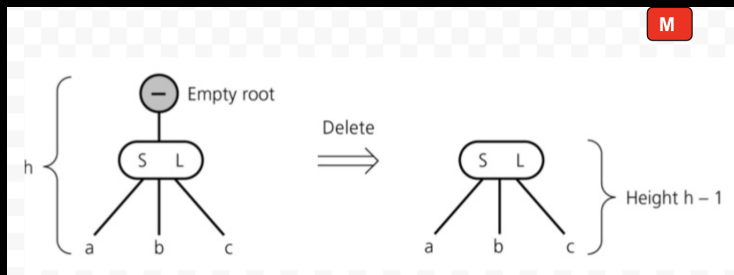 M
− Empty root
Delete
h
S L
S L
Height h – 1
a b c
a b c